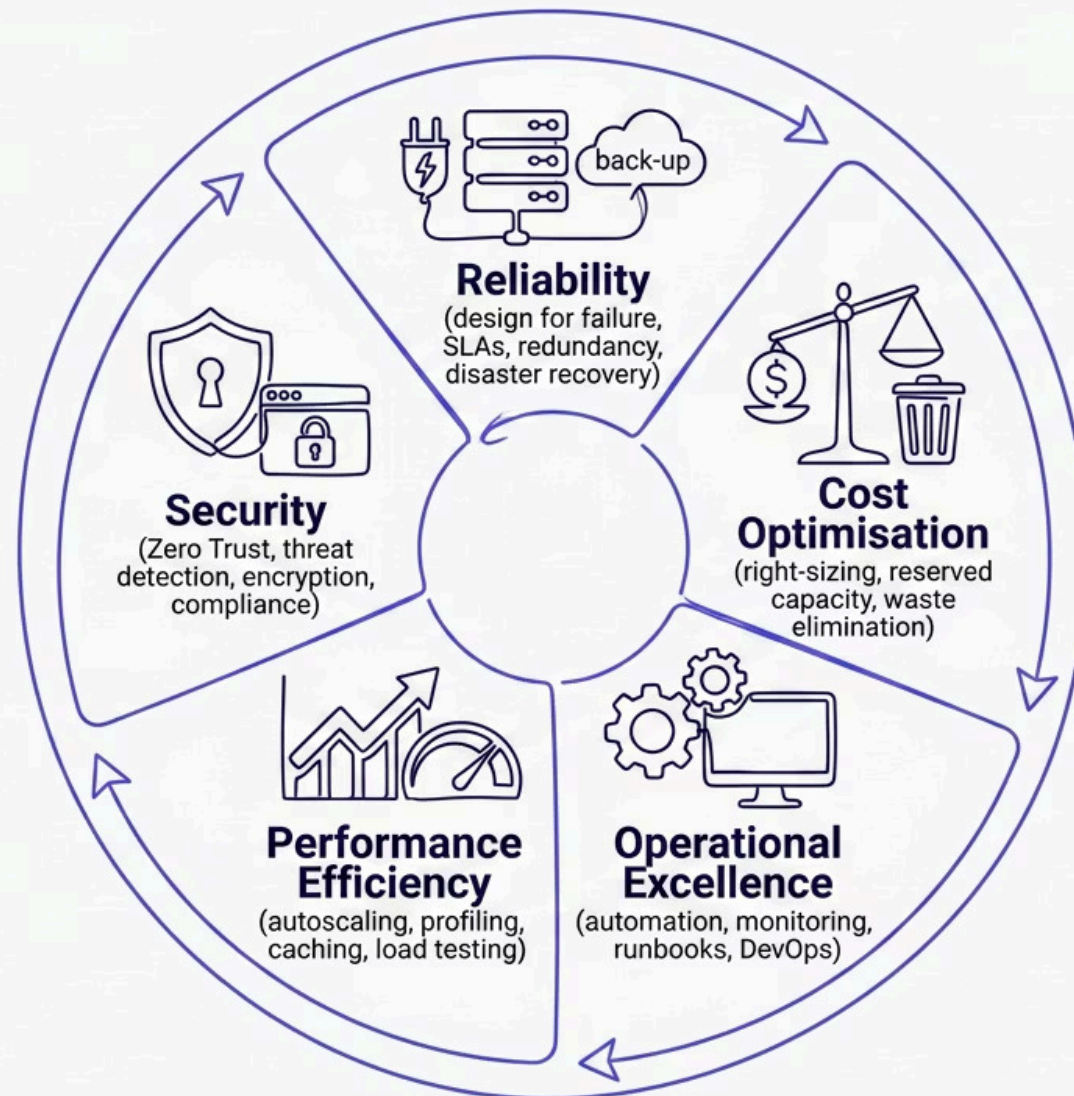 back-up
Reliability
(design for failure,
SLAs, redundancy,
disaster recovery)
$
Cost
Optimisation
(right-sizing, reserved
capacity, waste
elimination)
Operational
Excellence
(automation, monitoring,
runbooks, DevOps)
Performance
Efficiency
(autoscaling, profiling,
caching, load testing)
Security
(Zero Trust, threat
detection, encryption,
compliance)